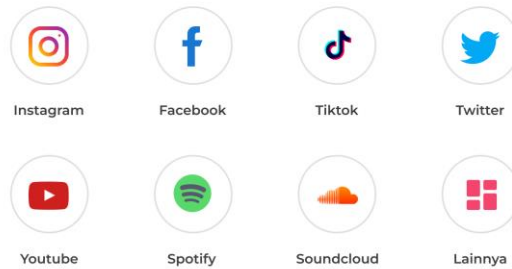 Instagram
Facebook
Tiktok
Twitter
Youtube
Spotify
Soundcloud
Lainnya